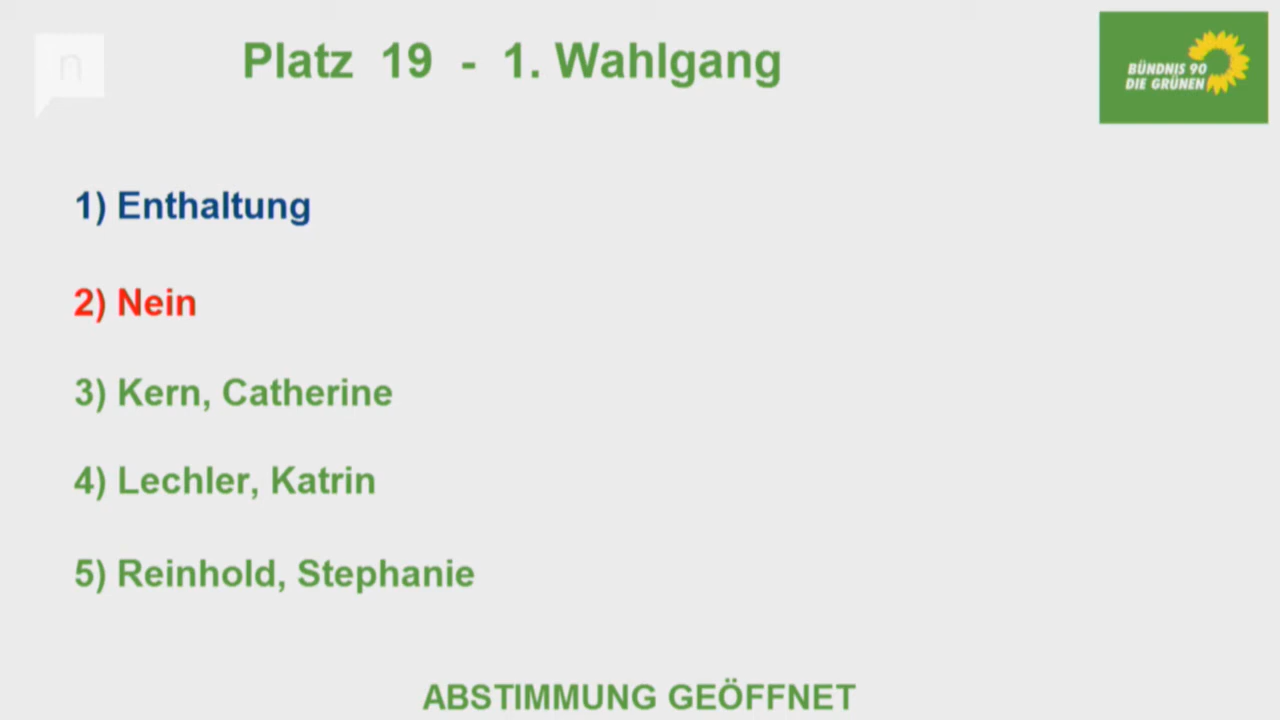 Platz 19 - 1. Wahlgang
n
BÜNDNIS 90
DIE GRÜNEN
1) Enthaltung
2) Nein
3) Kern, Catherine
4) Lechler, Katrin
5) Reinhold, Stephanie
ABSTIMMUNG GEÖFFNET